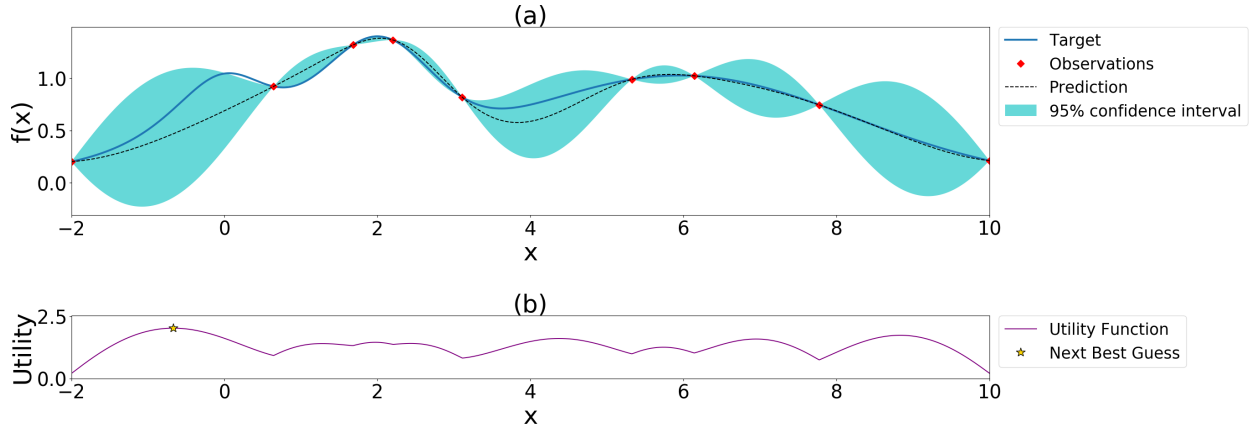 (a)
f(x)
1.0
0.5
0.0
−2 0 2 4 6 8 10
x
Target
Observations
Prediction
95% confidence interval
(b)
Utility
2.5
0.0
−2 0 2 4 6 8 10
x
Utility Function
Next Best Guess